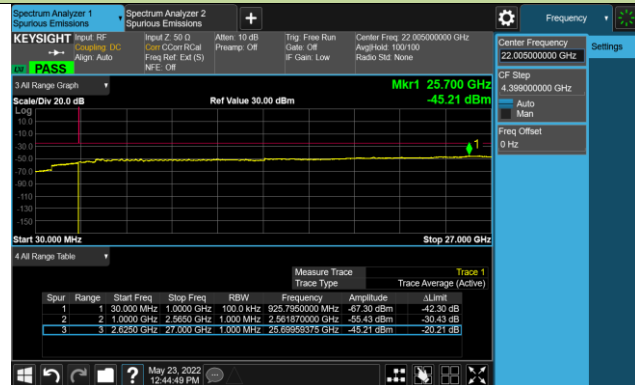 Spectrum Analyzer 1
Spurious Emissions
Spectrum Analyzer 2
Spurious Emissions
+
Frequency
KEYSIGHT
Input: RF
Coupling: DC
Align: Auto
Input Z: 50 Ω
Corr CCorr RCal
Freq Ref: Ext (S)
NFE: Off
Atten: 10 dB
Preamp: Off
Trig: Free Run
Gate: Off
IF Gain: Low
Center Freq: 22.005000000 GHz
Avg|Hold: 100/100
Radio Std: None
PASS
Center Frequency
22.005000000 GHz
Settings
CF Step
4.399000000 GHz
Auto
Man
Freq Offset
0 Hz
3 All Range Graph
Mkr1 25.700 GHz
-45.21 dBm
Scale/Div 20.0 dB
Ref Value 30.00 dBm
Log
10.0
-10.0
-30.0
-50.0
-70.0
-90.0
-110
-130
-150
1
Start 30.000 MHz
Stop 27.000 GHz
4 All Range Table
Measure Trace Trace 1
Trace Type Trace Average (Active)
Spur Range Start Freq Stop Freq RBW Frequency Amplitude ΔLimit
1 1 30.000 MHz 1.0000 GHz 100.0 kHz 925.7950000 MHz -67.30 dBm -42.30 dB
2 2 1.0000 GHz 2.5650 GHz 1.000 MHz 2.561870000 GHz -55.43 dBm -30.43 dB
3 3 2.6250 GHz 27.000 GHz 1.000 MHz 25.69959375 GHz -45.21 dBm -20.21 dB
?
May 23, 2022
12:44:49 PM